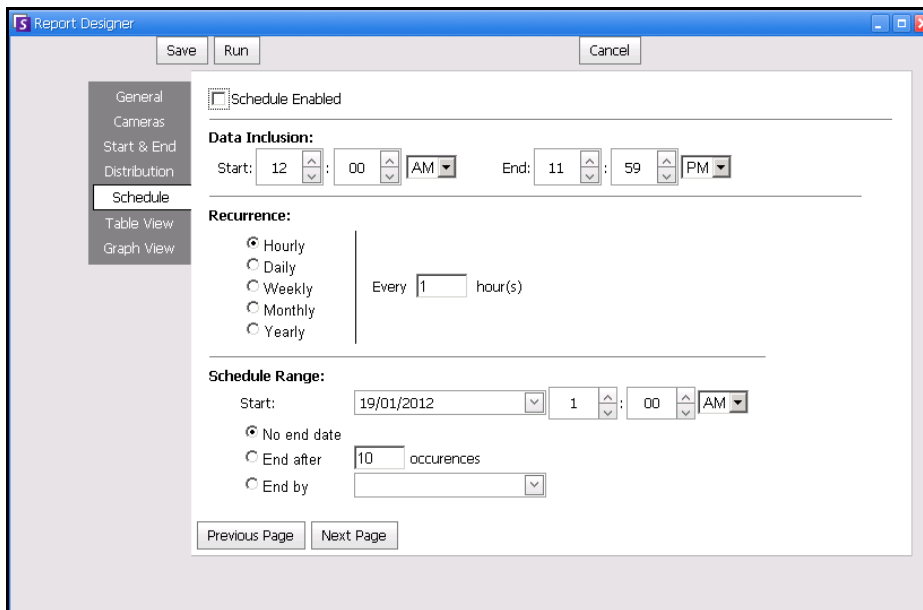 Report Designer
Save Run Cancel
General
Cameras
Start & End
Distribution
Schedule
Table View
Graph View
Schedule Enabled
Data Inclusion:
Start: 12 : 00 AM End: 11 : 59 PM
Recurrence:
Hourly
Daily
Weekly
Monthly
Yearly
Every 1 hour(s)
Schedule Range:
Start: 19/01/2012 1 : 00 AM
No end date
End after 10 occurences
End by
Previous Page Next Page